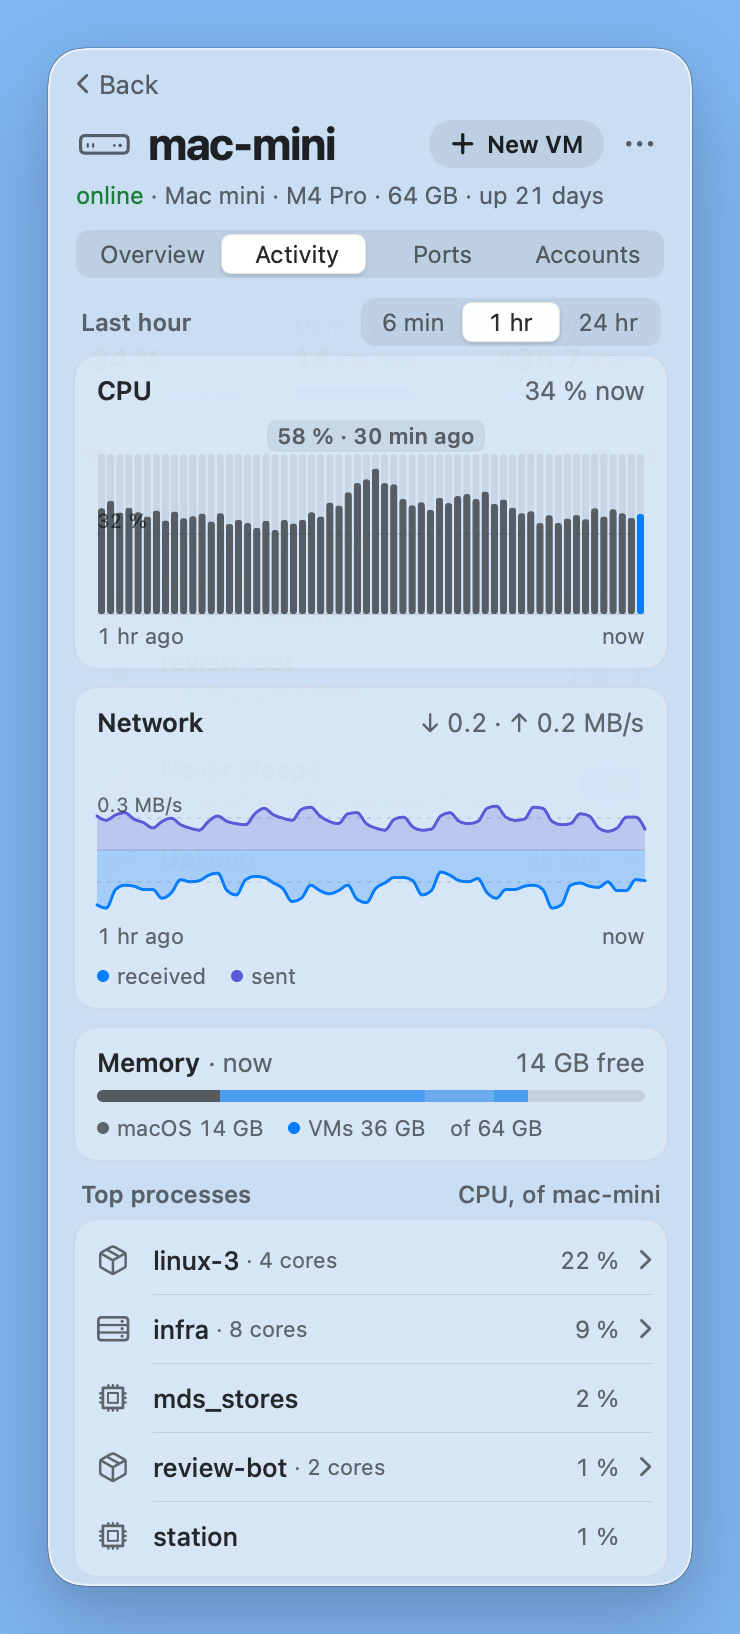 Back
mac-mini
New VM
online · Mac mini · M4 Pro · 64 GB · up 21 days
Overview Activity Ports Accounts
Last hour 6 min 1 hr 24 hr
CPU 34 % now
58 % · 30 min ago
32 %
1 hr ago now
Network ↓ 0.2 · ↑ 0.2 MB/s
0.3 MB/s
1 hr ago now
received sent
Memory · now 14 GB free
macOS 14 GB VMs 36 GB of 64 GB
Top processes CPU, of mac-mini
linux-3 · 4 cores 22 %
infra · 8 cores 9 %
mds_stores 2 %
review-bot · 2 cores 1 %
station 1 %